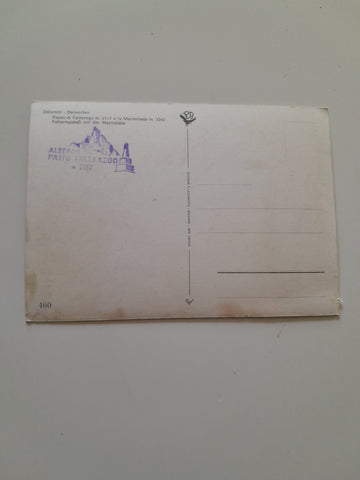 Dolomiti - Dolomiten
Passo di Falzarego m. 2117 e la Marmolada m. 3342
Falzaregopaß mit der Marmolata
ALBERGO
PASSO FALZAREGO
m. 2117
460